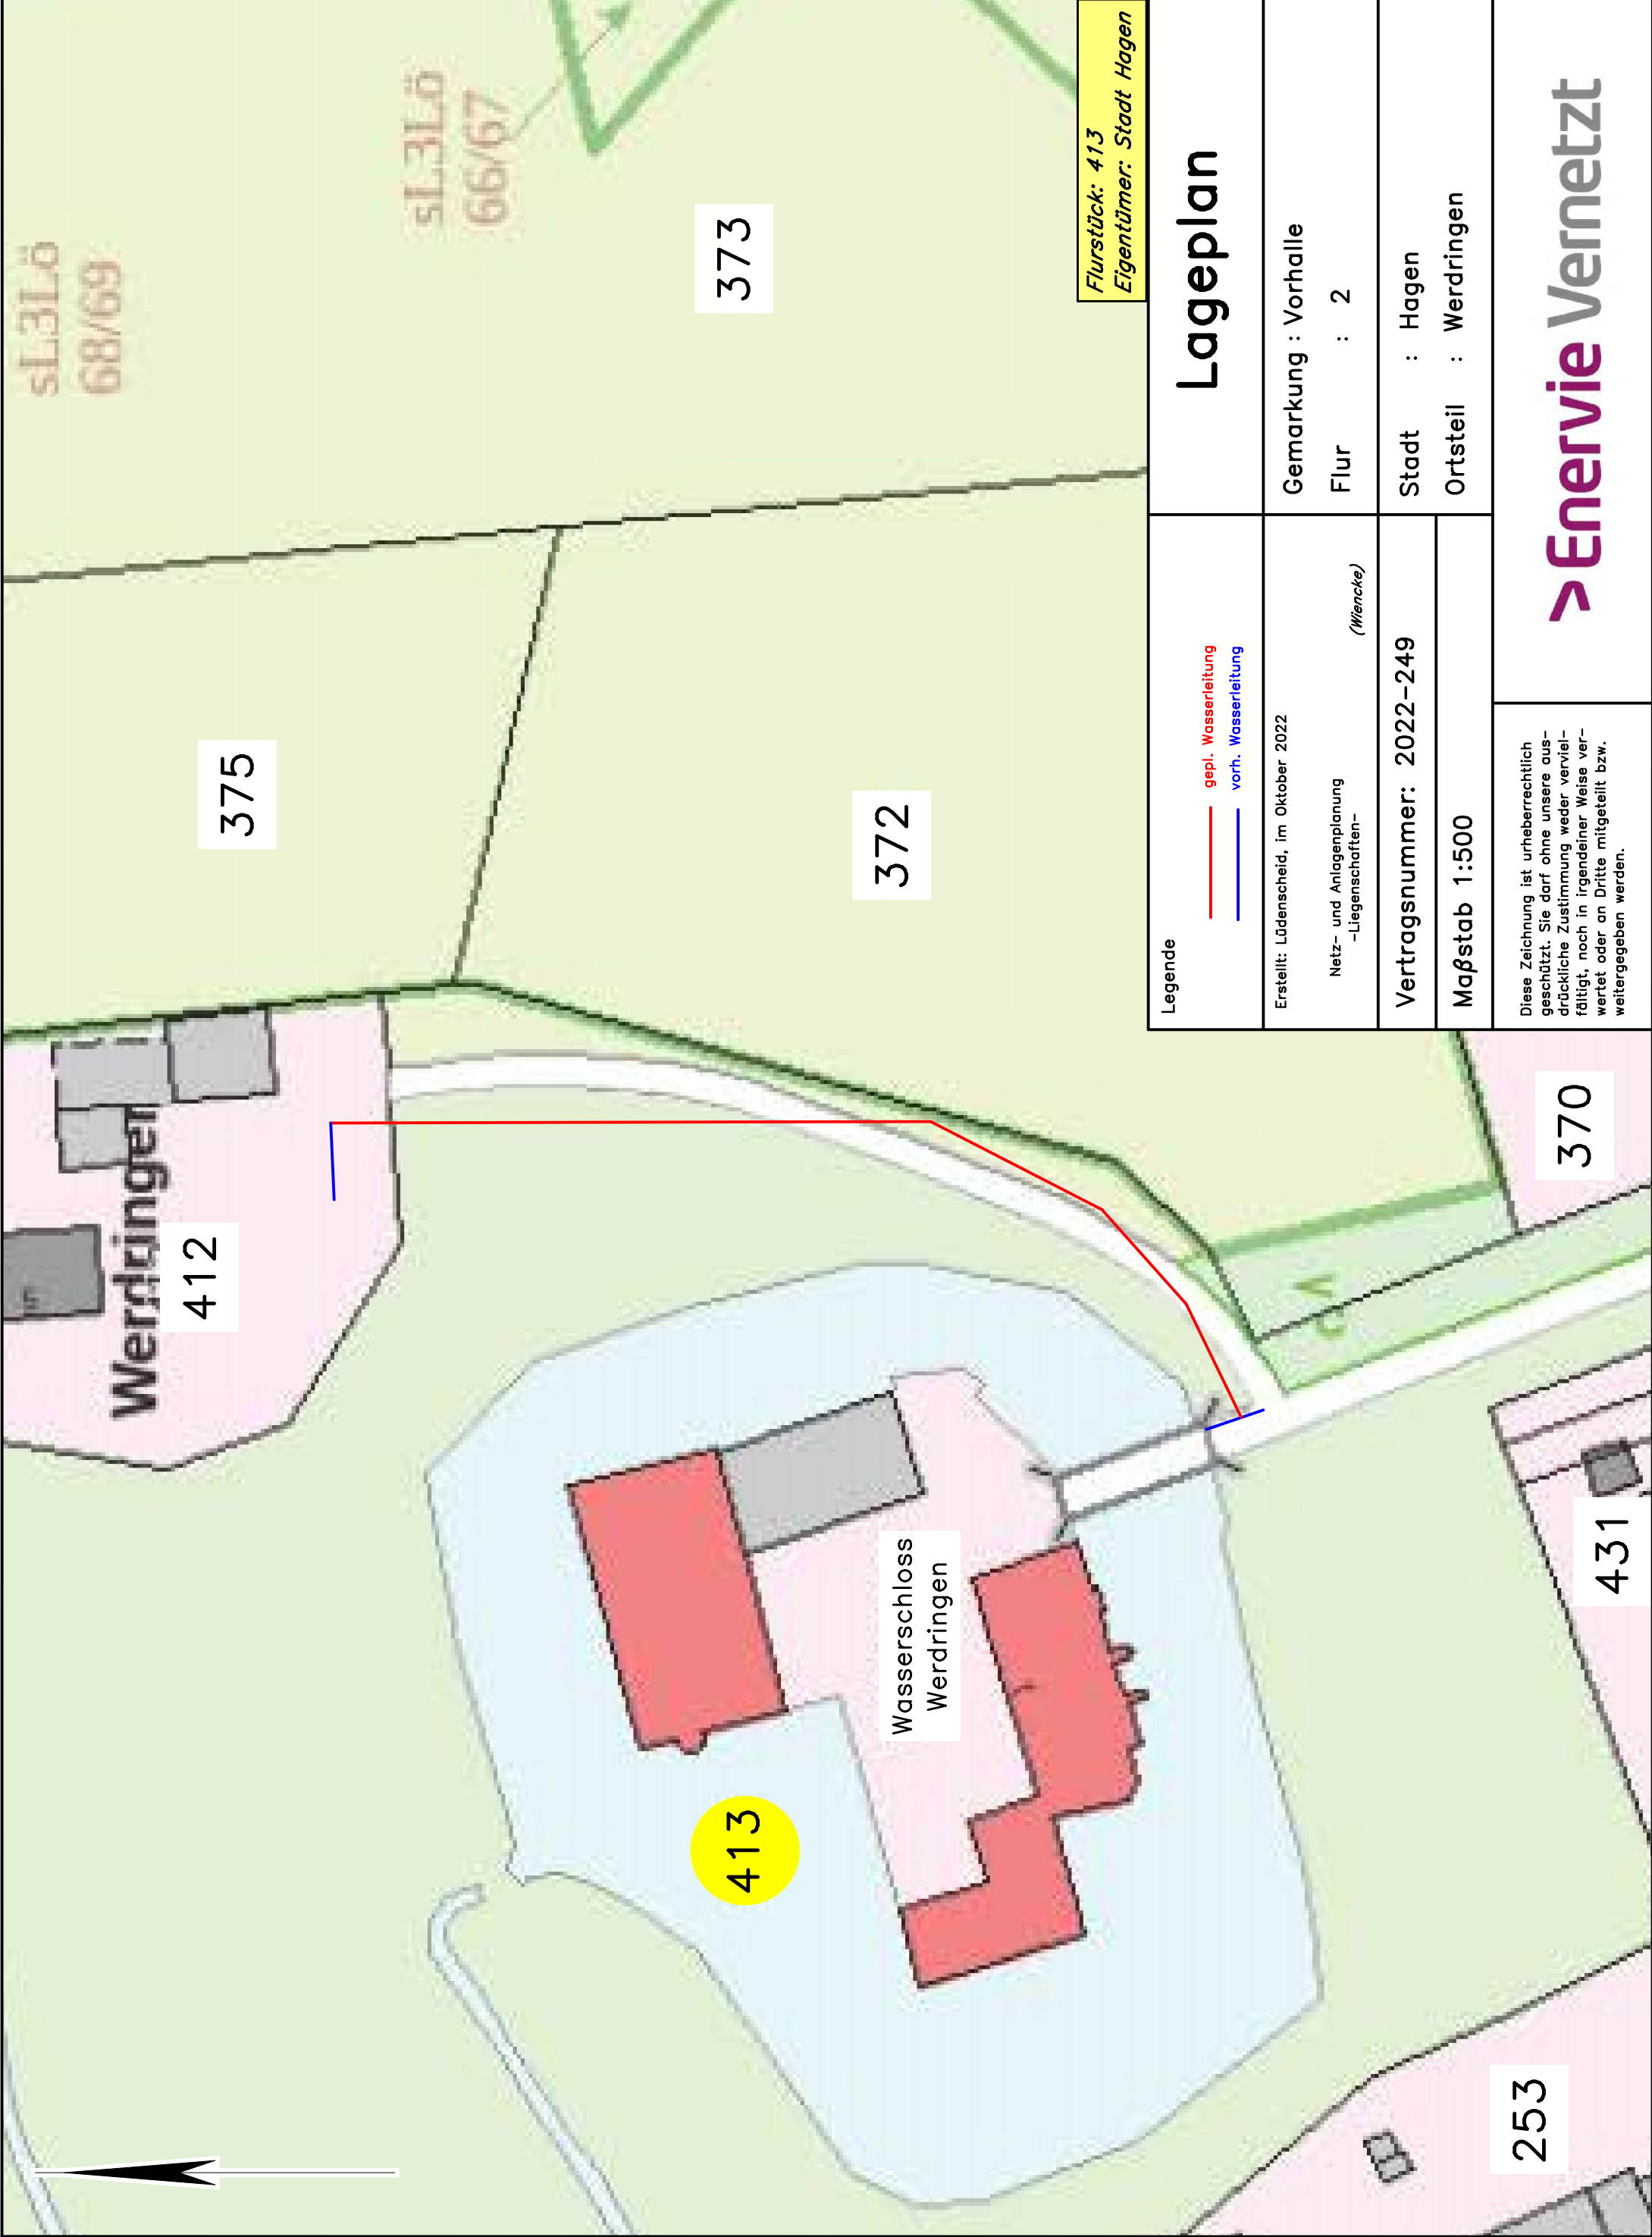 sL3Lö
68/69
sL3Lö
66/67
375
373
372
Werdringen
412
413
Wasserschloss
Werdringen
370
431
253
Flurstück: 413
Eigentümer: Stadt Hagen
Legende
gepl. Wasserleitung
vorh. Wasserleitung
Lageplan
Erstellt: Lüdenscheid, im Oktober 2022
Netz- und Anlagenplanung
-Liegenschaften-
(Wiencke)
Gemarkung : Vorhalle
Flur : 2
Vertragsnummer: 2022-249
Maßstab 1:500
Stadt : Hagen
Ortsteil : Werdringen
Diese Zeichnung ist urheberrechtlich
geschützt. Sie darf ohne unsere aus-
drückliche Zustimmung weder verviel-
fältigt, noch in irgendeiner Weise ver-
wertet oder an Dritte mitgeteilt bzw.
weitergegeben werden.
>Enervie Vernetzt